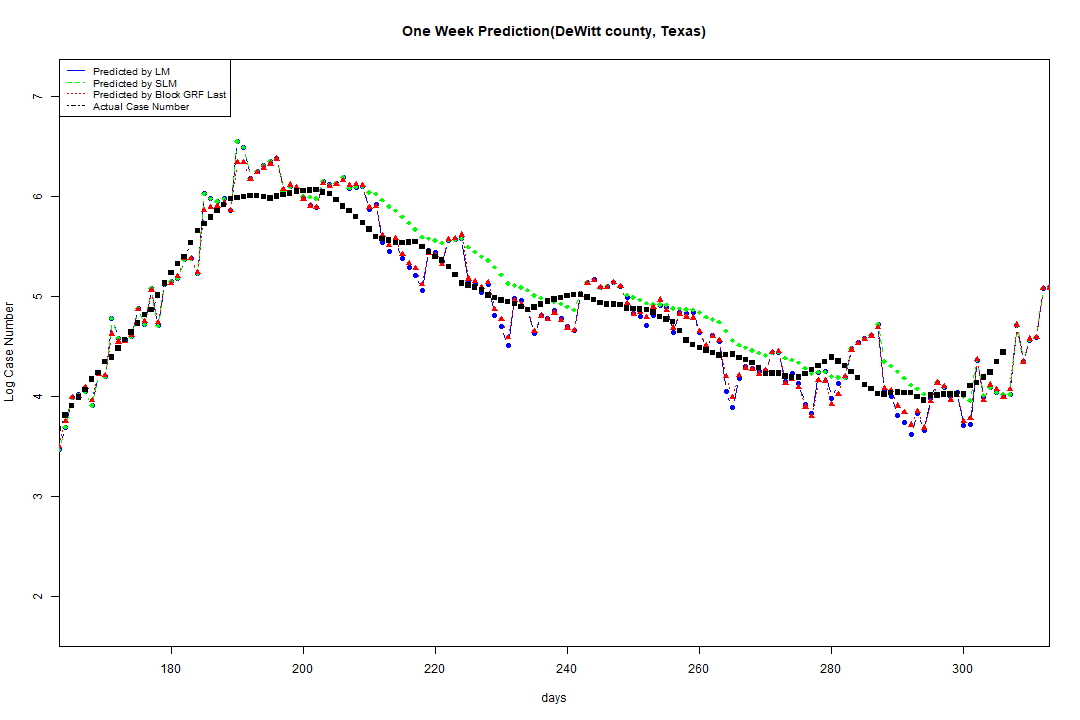 One Week Prediction(DeWitt county, Texas)
Predicted by LM
Predicted by SLM
Predicted by Block GRF Last
Actual Case Number
7
6
5
4
3
2
Log Case Number
180 200 220 240 260 280 300
days